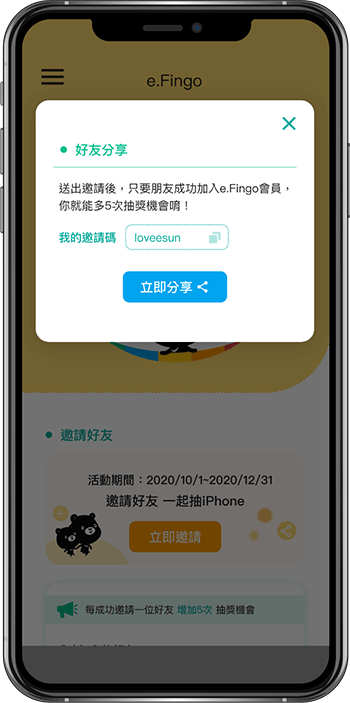 e.Fingo
好友分享
送出邀請後，只要朋友成功加入e.Fingo會員，
你就能多5次抽獎機會唷！
我的邀請碼 loveesun
立即分享
邀請好友
活動期間：2020/10/1~2020/12/31
邀請好友 一起抽iPhone
立即邀請
每成功邀請一位好友 增加5次 抽獎機會